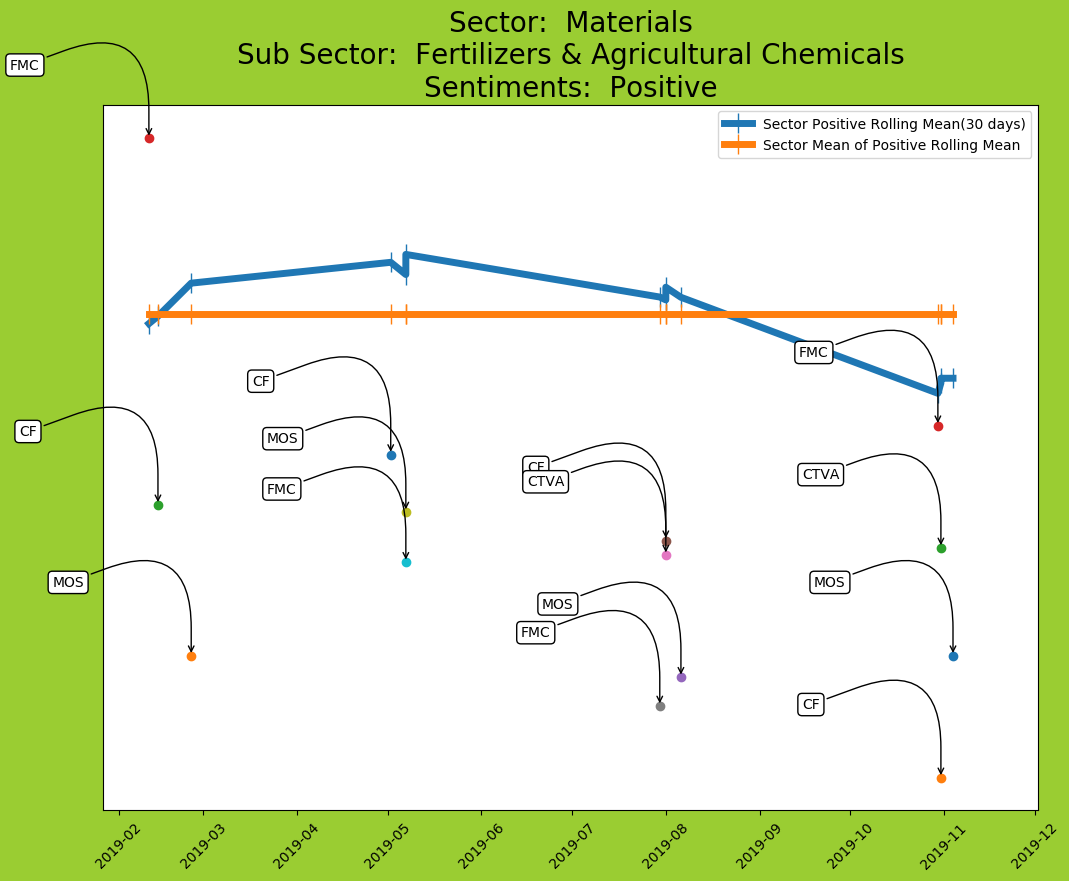 Sector:  Materials
Sub Sector:  Fertilizers & Agricultural Chemicals
Sentiments:  Positive
FMC
Sector Positive Rolling Mean(30 days)
Sector Mean of Positive Rolling Mean
FMC
CF
CF
MOS
CF
CTVA
CTVA
FMC
MOS
MOS
MOS
FMC
CF
2019-02
2019-03
2019-04
2019-05
2019-06
2019-07
2019-08
2019-09
2019-10
2019-11
2019-12